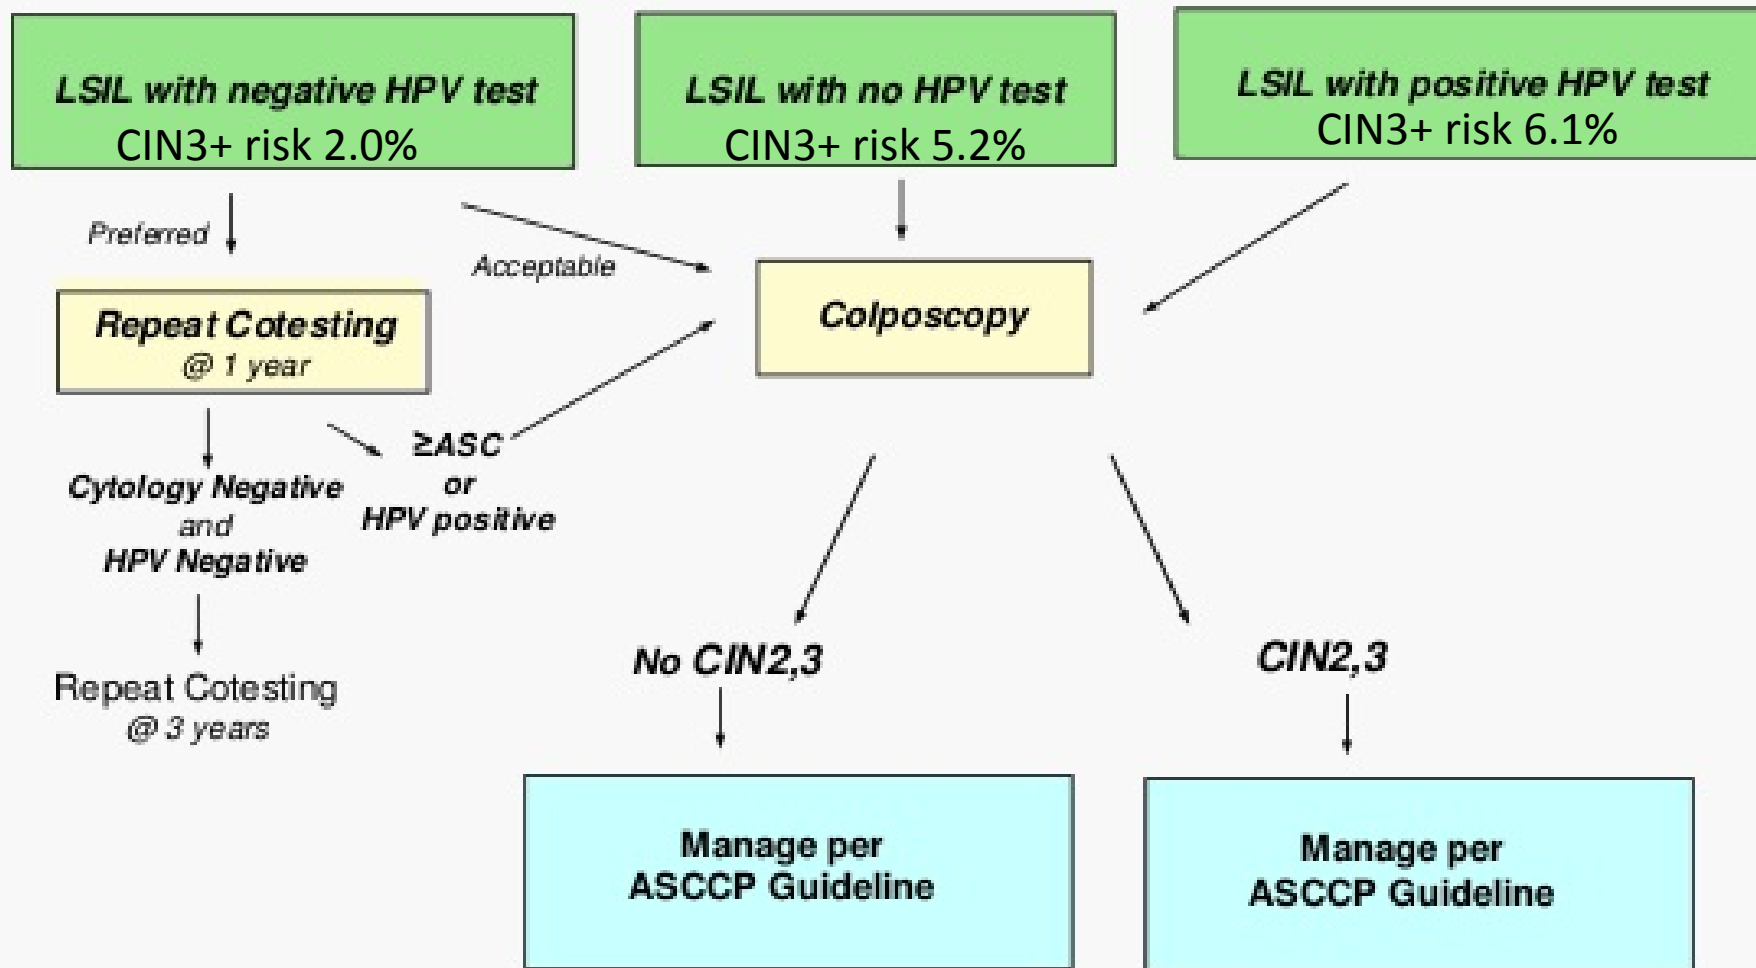 LSIL with negative HPV test
CIN3+ risk 2.0%
LSIL with no HPV test
CIN3+ risk 5.2%
LSIL with positive HPV test
CIN3+ risk 6.1%
Preferred
Acceptable
Repeat Cotesting
@ 1 year
Colposcopy
≥ASC
or
HPV positive
Cytology Negative
and
HPV Negative
Repeat Cotesting
@ 3 years
No CIN2,3
CIN2,3
Manage per
ASCCP Guideline
Manage per
ASCCP Guideline